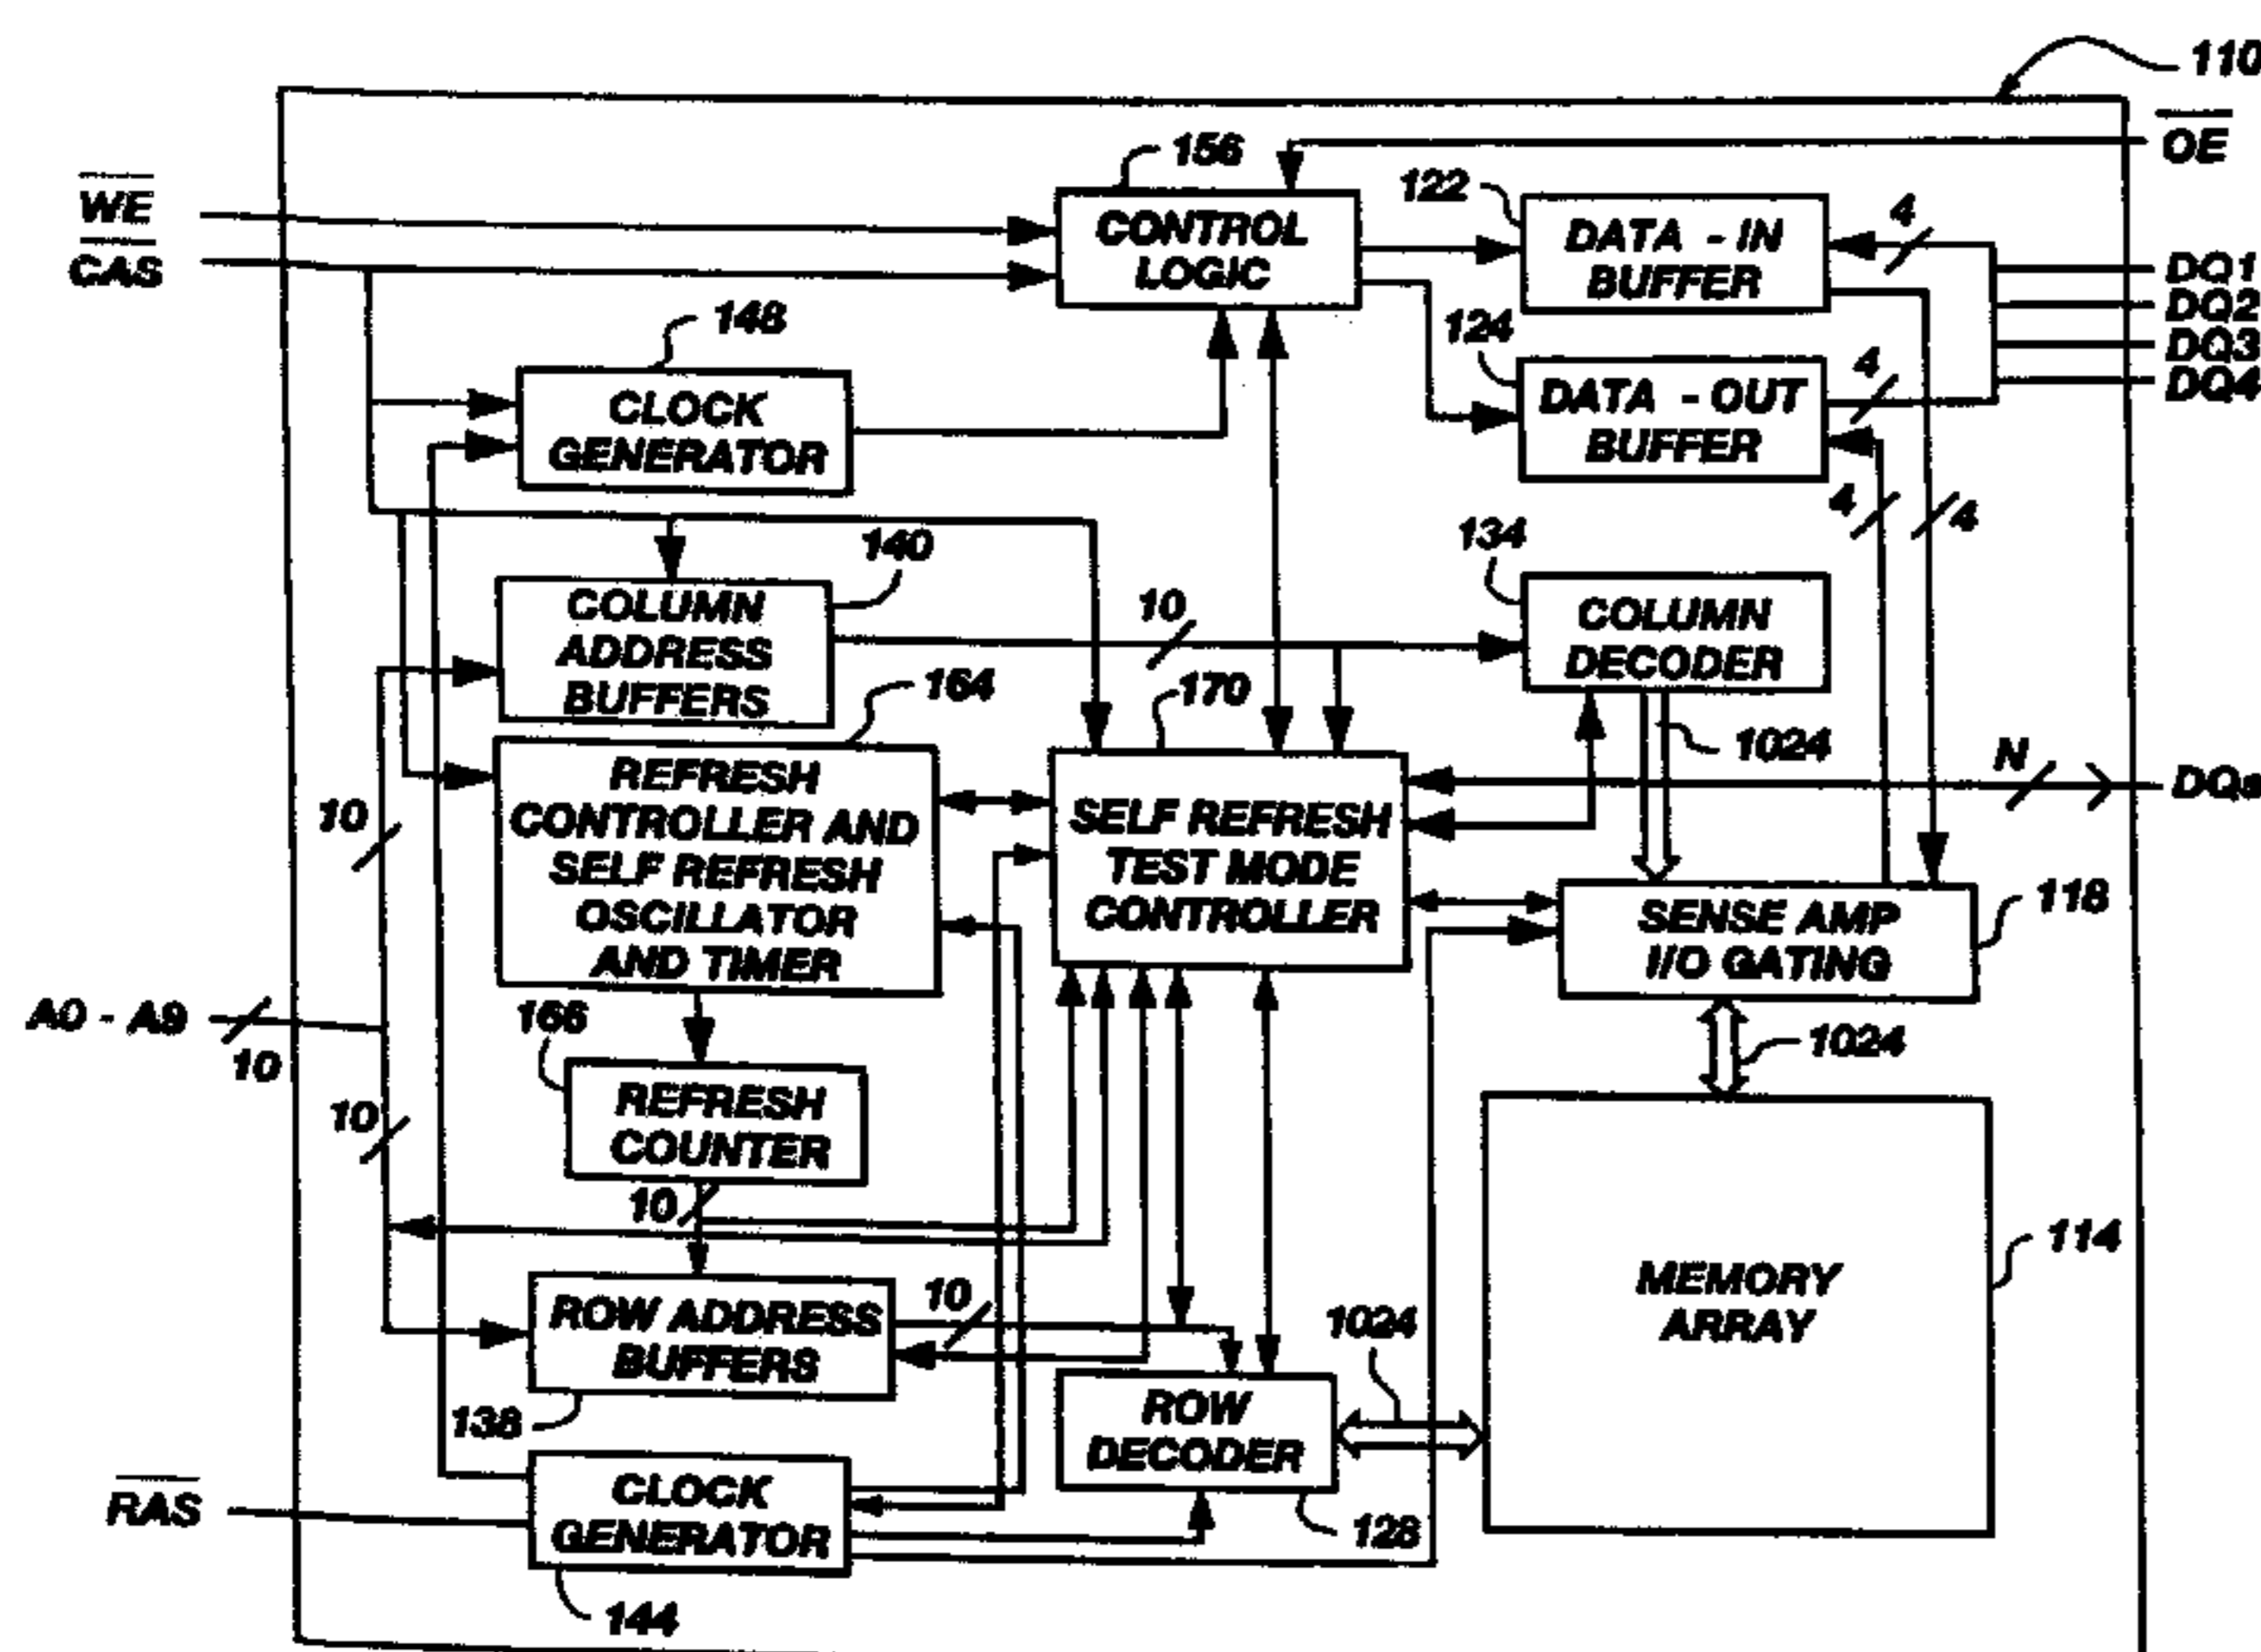 110
OE
156
WE
CONTROL
LOGIC
122
DATA - IN
BUFFER
4
CAS
DQ1
DQ2
DQ3
DQ4
148
CLOCK
GENERATOR
124
DATA - OUT
BUFFER
4
4
4
140
COLUMN
ADDRESS
BUFFERS
134
COLUMN
DECODER
10
164
170
1024
N
DQs
REFRESH
CONTROLLER AND
SELF REFRESH
OSCILLATOR
AND TIMER
SELF REFRESH
TEST MODE
CONTROLLER
10
SENSE AMP
I/O GATING
118
A0 - A9
10
166
1024
REFRESH
COUNTER
10
10
114
MEMORY
ARRAY
ROW ADDRESS
BUFFERS
10
1024
138
ROW
DECODER
RAS
CLOCK
GENERATOR
128
144